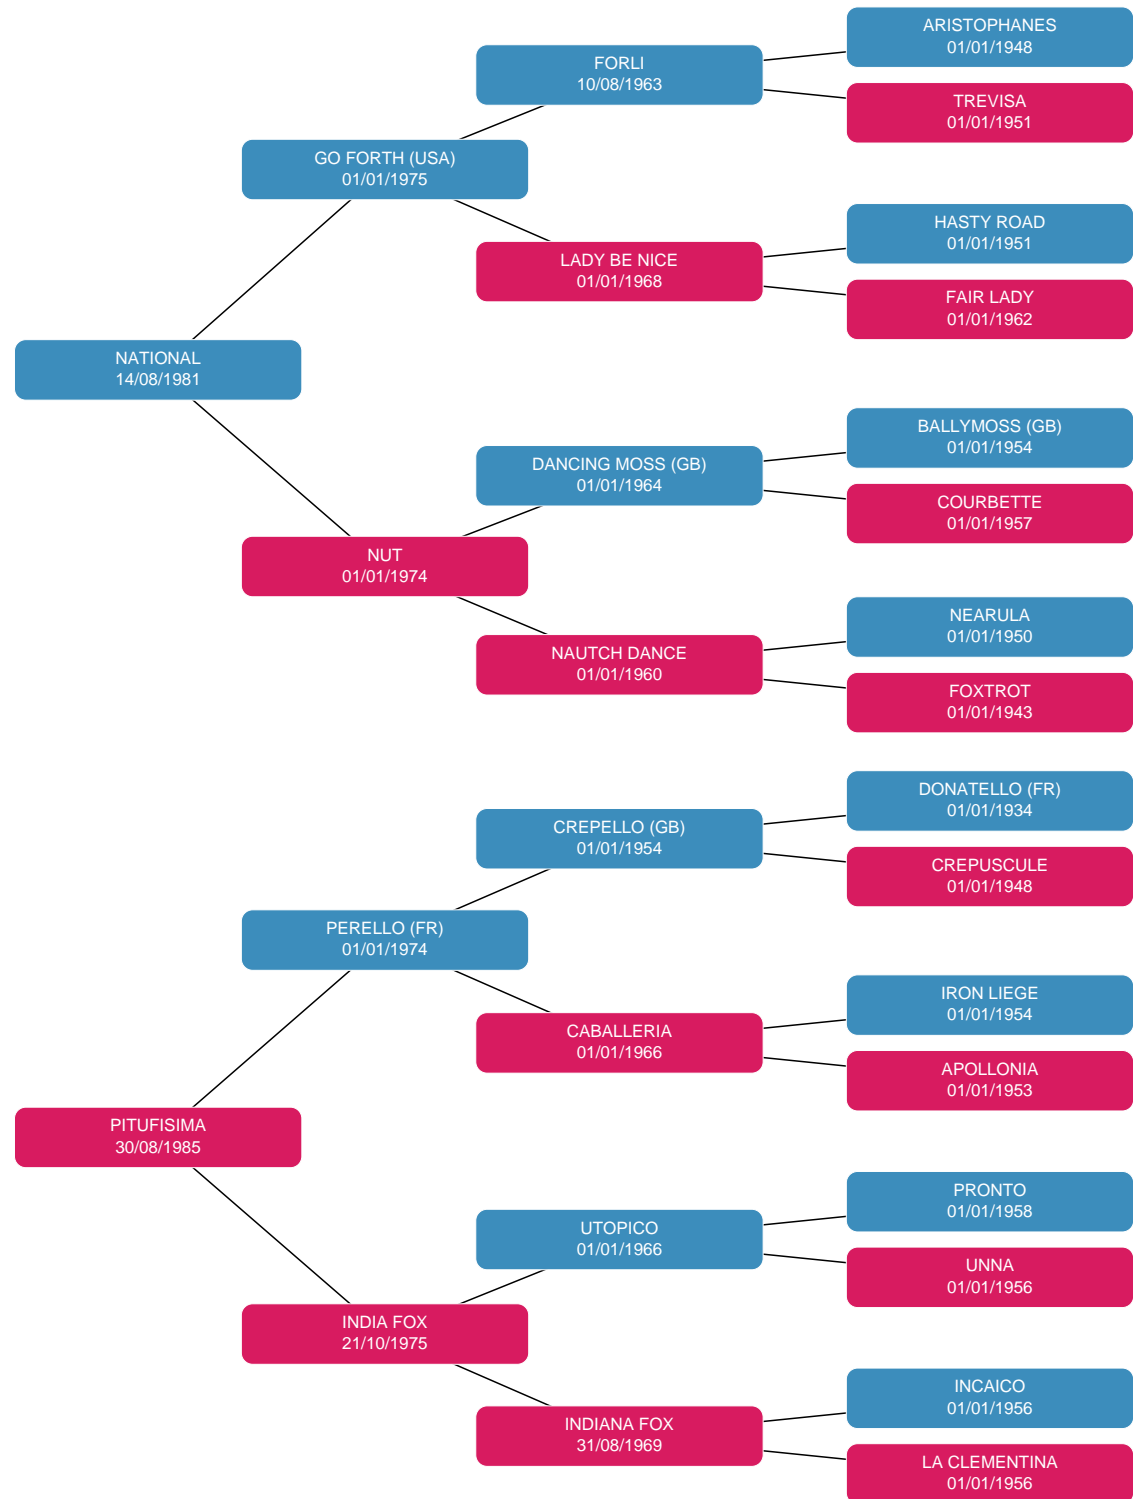 ARISTOPHANES
01/01/1948
FORLI
10/08/1963
TREVISA
01/01/1951
GO FORTH (USA)
01/01/1975
HASTY ROAD
01/01/1951
LADY BE NICE
01/01/1968
FAIR LADY
01/01/1962
NATIONAL
14/08/1981
BALLYMOSS (GB)
01/01/1954
DANCING MOSS (GB)
01/01/1964
COURBETTE
01/01/1957
NUT
01/01/1974
NEARULA
01/01/1950
NAUTCH DANCE
01/01/1960
FOXTROT
01/01/1943
DONATELLO (FR)
01/01/1934
CREPELLO (GB)
01/01/1954
CREPUSCULE
01/01/1948
PERELLO (FR)
01/01/1974
IRON LIEGE
01/01/1954
CABALLERIA
01/01/1966
APOLLONIA
01/01/1953
PITUFISIMA
30/08/1985
PRONTO
01/01/1958
UTOPICO
01/01/1966
UNNA
01/01/1956
INDIA FOX
21/10/1975
INCAICO
01/01/1956
INDIANA FOX
31/08/1969
LA CLEMENTINA
01/01/1956